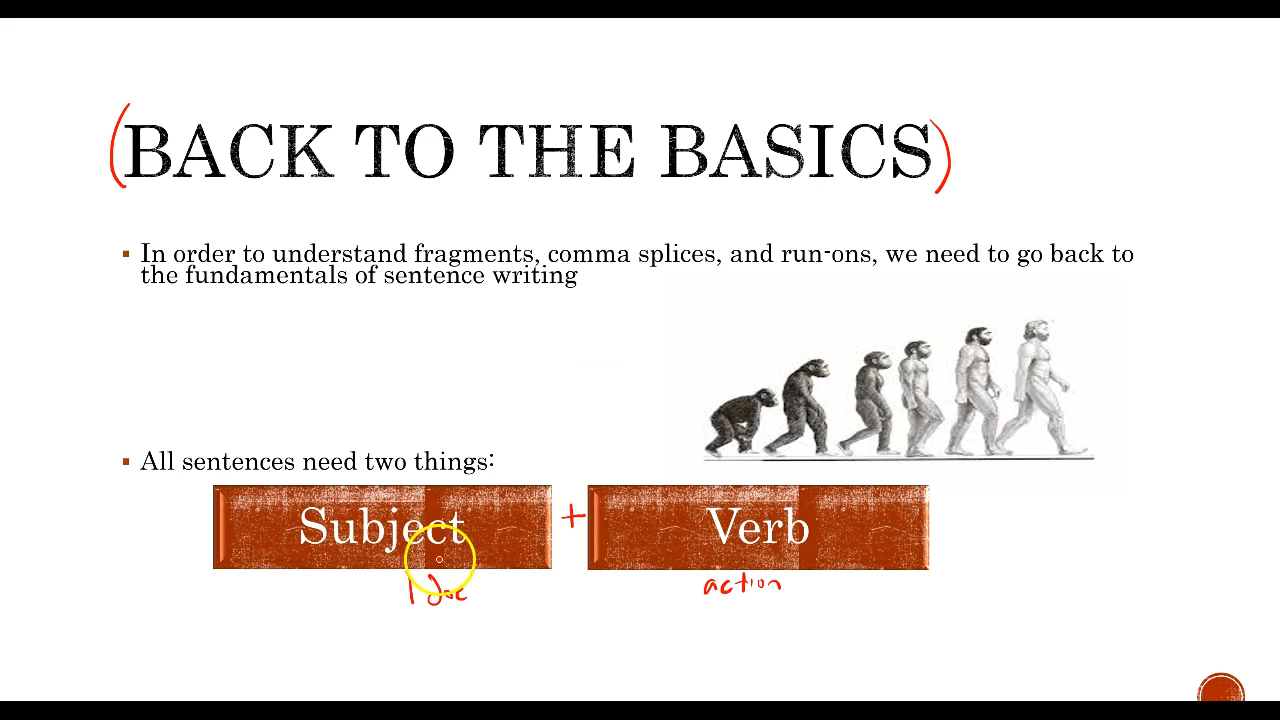 (BACK TO THE BASICS)
▪ In order to understand fragments, comma splices, and run-ons, we need to go back to
the fundamentals of sentence writing
▪ All sentences need two things:
Subject + Verb
action